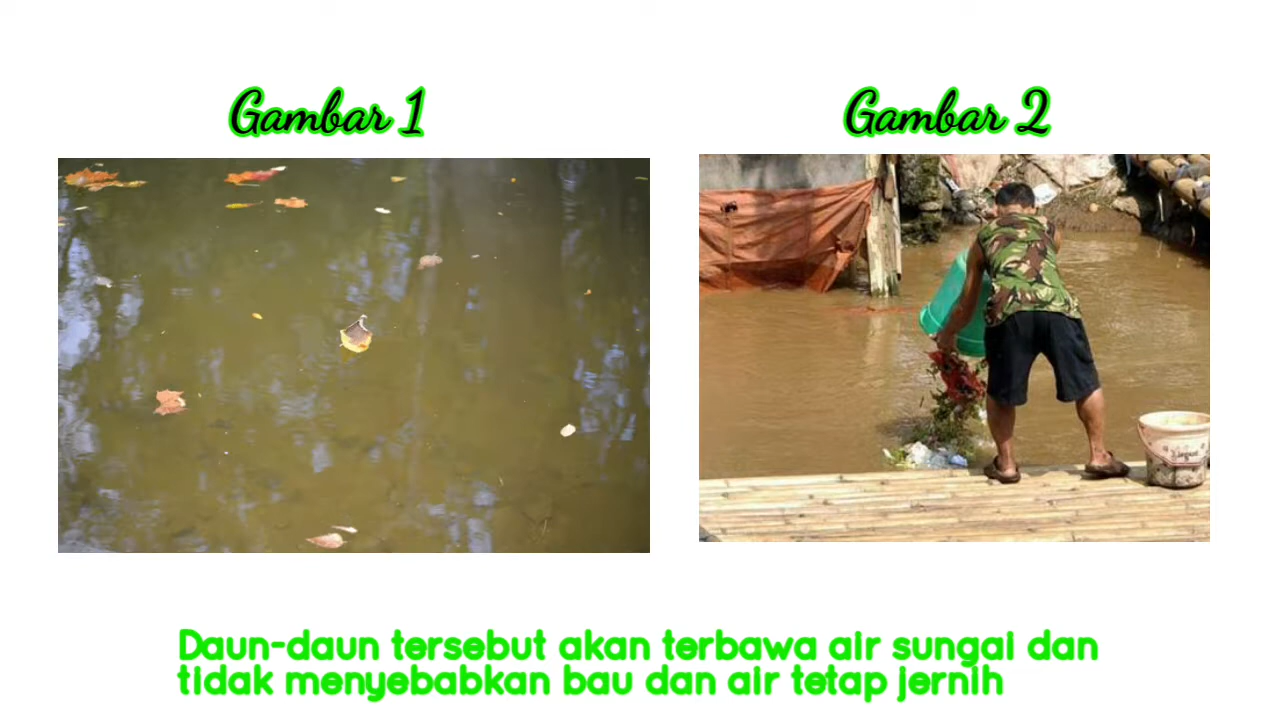 Gambar 1
Gambar 2
Daun-daun tersebut akan terbawa air sungai dan
tidak menyebabkan bau dan air tetap jernih